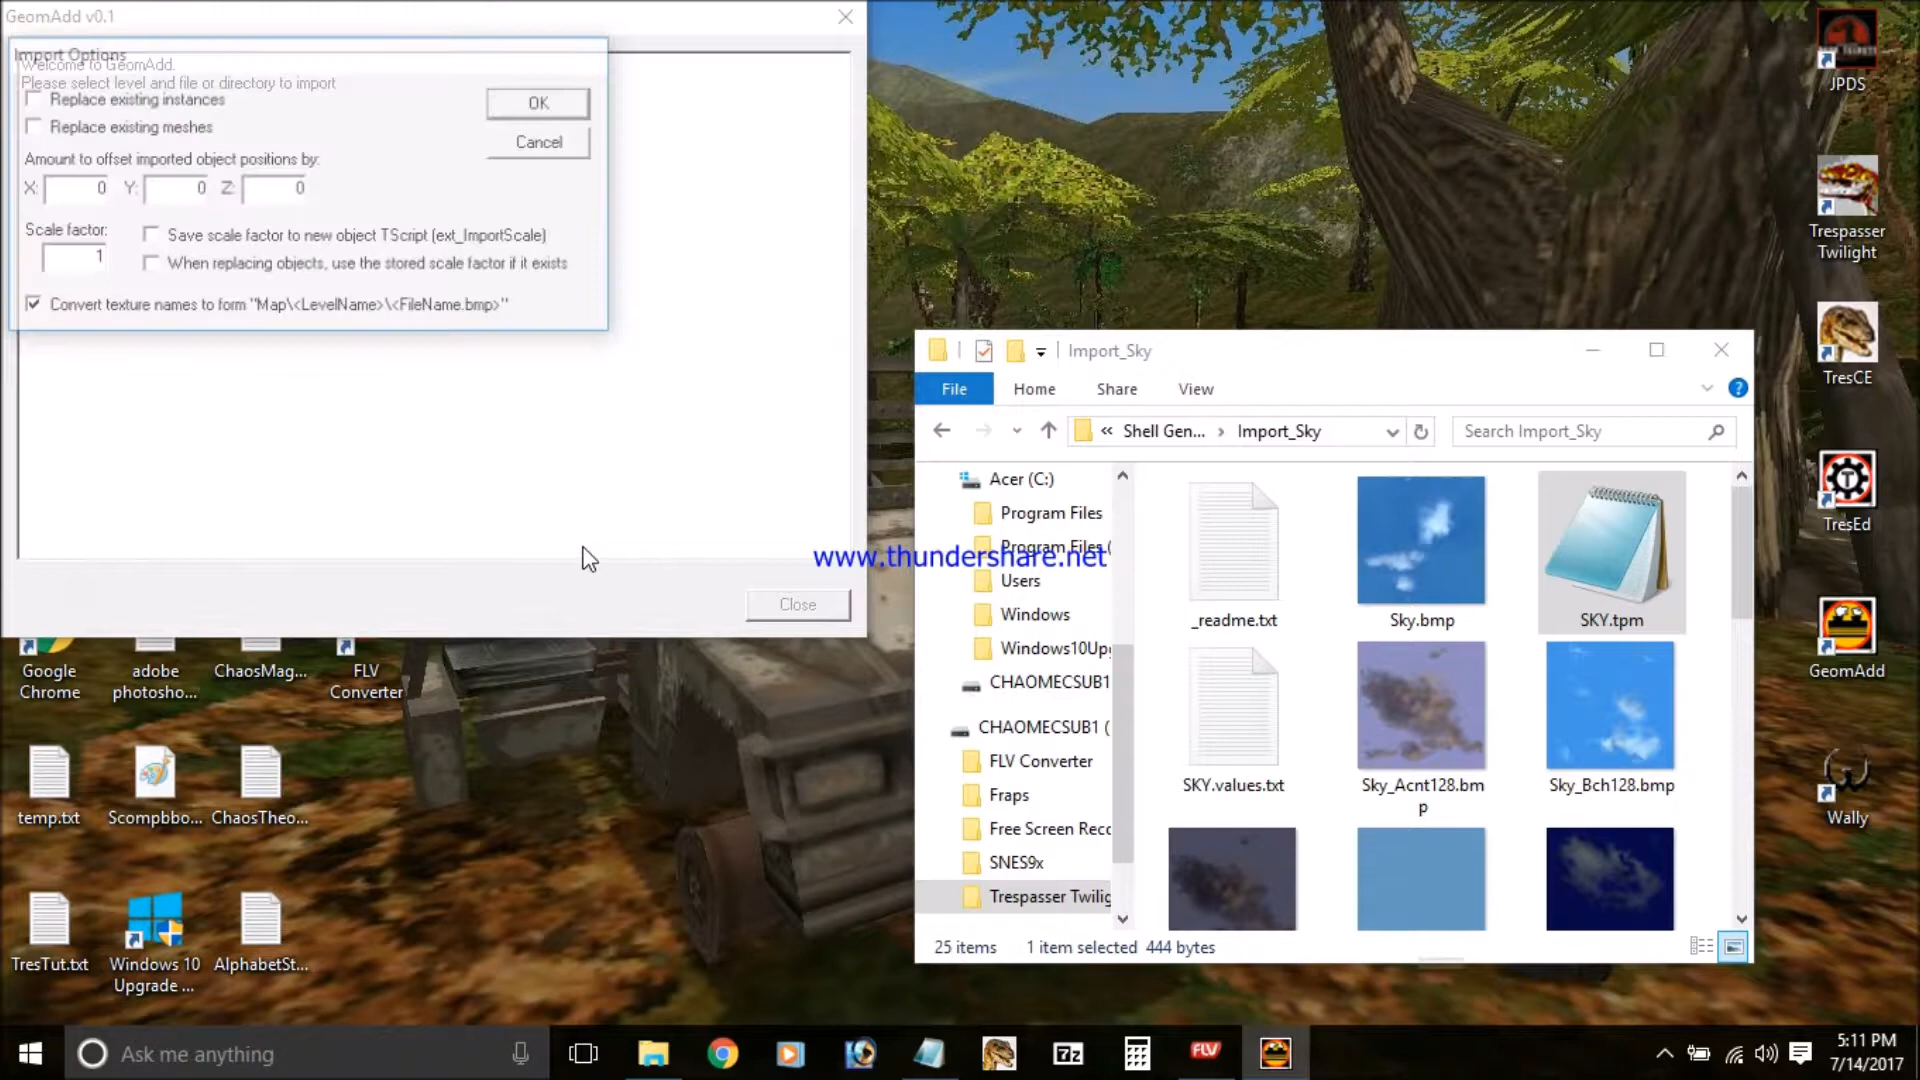 GeomAdd v0.1
Import Options
Welcome to GeomAdd.
Please select level and file or directory to import
Replace existing instances
Replace existing meshes
OK
Cancel
Amount to offset imported object positions by:
X: 0 Y: 0 Z: 0
Scale factor:
1
Save scale factor to new object TScript (ext_ImportScale)
When replacing objects, use the stored scale factor if it exists
Convert texture names to form "Map\<LevelName>\<FileName.bmp>"
Close
www.thundershare.net
Import_Sky
File Home Share View
« Shell Gen... › Import_Sky
Search Import_Sky
Acer (C:)
Program Files
Program Files (
Users
Windows
Windows10Upg
CHAOMECSUB1
CHAOMECSUB1 (
FLV Converter
Fraps
Free Screen Reco
SNES9x
Trespasser Twilig
_readme.txt
Sky.bmp
SKY.tpm
SKY.values.txt
Sky_Acnt128.bm
p
Sky_Bch128.bmp
25 items 1 item selected 444 bytes
JPDS
Trespasser
Twilight
TresCE
TresEd
GeomAdd
Wally
Google
Chrome
adobe
photosho...
ChaosMag...
FLV
Converter
temp.txt
Scompbbo...
ChaosTheo...
TresTut.txt
Windows 10
Upgrade ...
AlphabetSt...
Ask me anything
7z
FLV
5:11 PM
7/14/2017